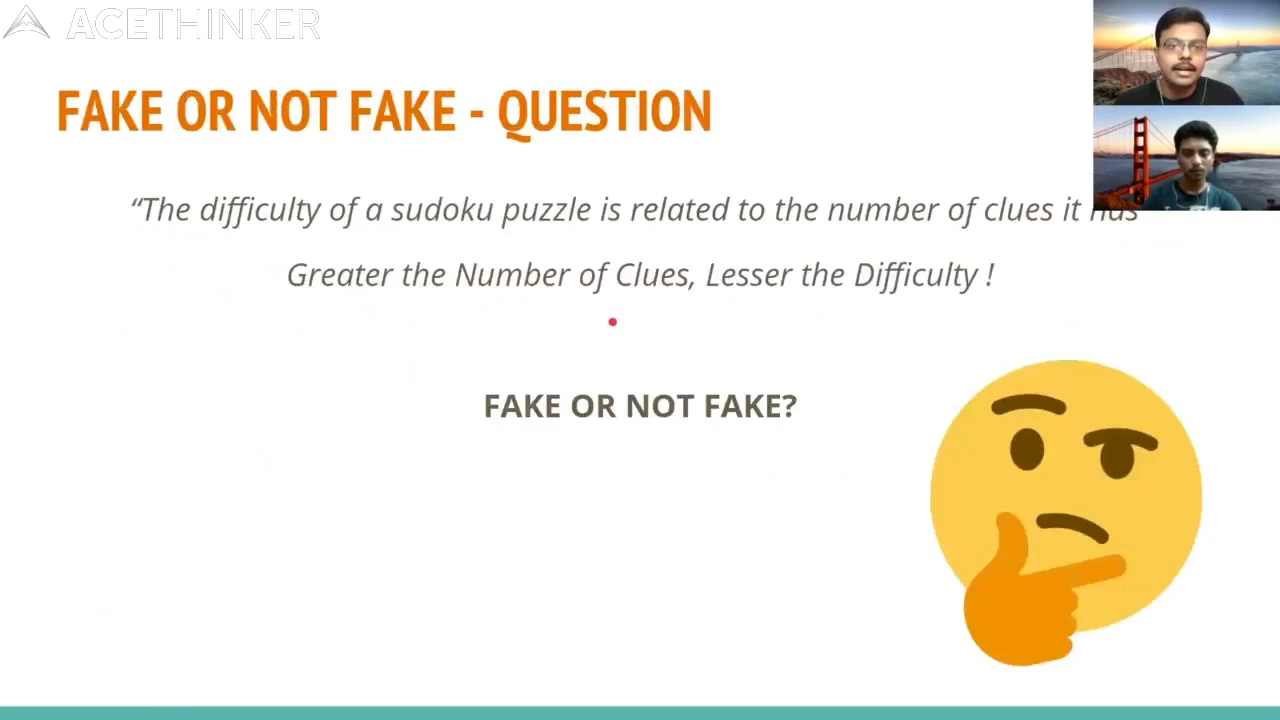 ACETHINKER
FAKE OR NOT FAKE - QUESTION
“The difficulty of a sudoku puzzle is related to the number of clues it has
Greater the Number of Clues, Lesser the Difficulty !
FAKE OR NOT FAKE?